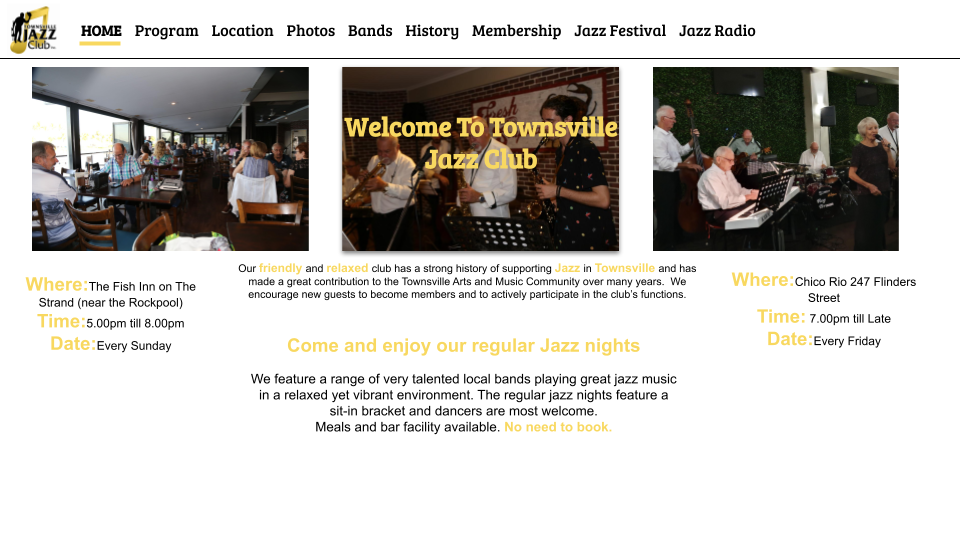 TOWNSVILLE
JAZZ
Club
HOME Program Location Photos Bands History Membership Jazz Festival Jazz Radio
Welcome To Townsville
Jazz Club
Our friendly and relaxed club has a strong history of supporting Jazz in Townsville and has
made a great contribution to the Townsville Arts and Music Community over many years. We
encourage new guests to become members and to actively participate in the club's functions.
Where:The Fish Inn on The
Strand (near the Rockpool)
Time:5.00pm till 8.00pm
Date:Every Sunday
Where:Chico Rio 247 Flinders
Street
Time: 7.00pm till Late
Date:Every Friday
Come and enjoy our regular Jazz nights
We feature a range of very talented local bands playing great jazz music
in a relaxed yet vibrant environment. The regular jazz nights feature a
sit-in bracket and dancers are most welcome.
Meals and bar facility available. No need to book.